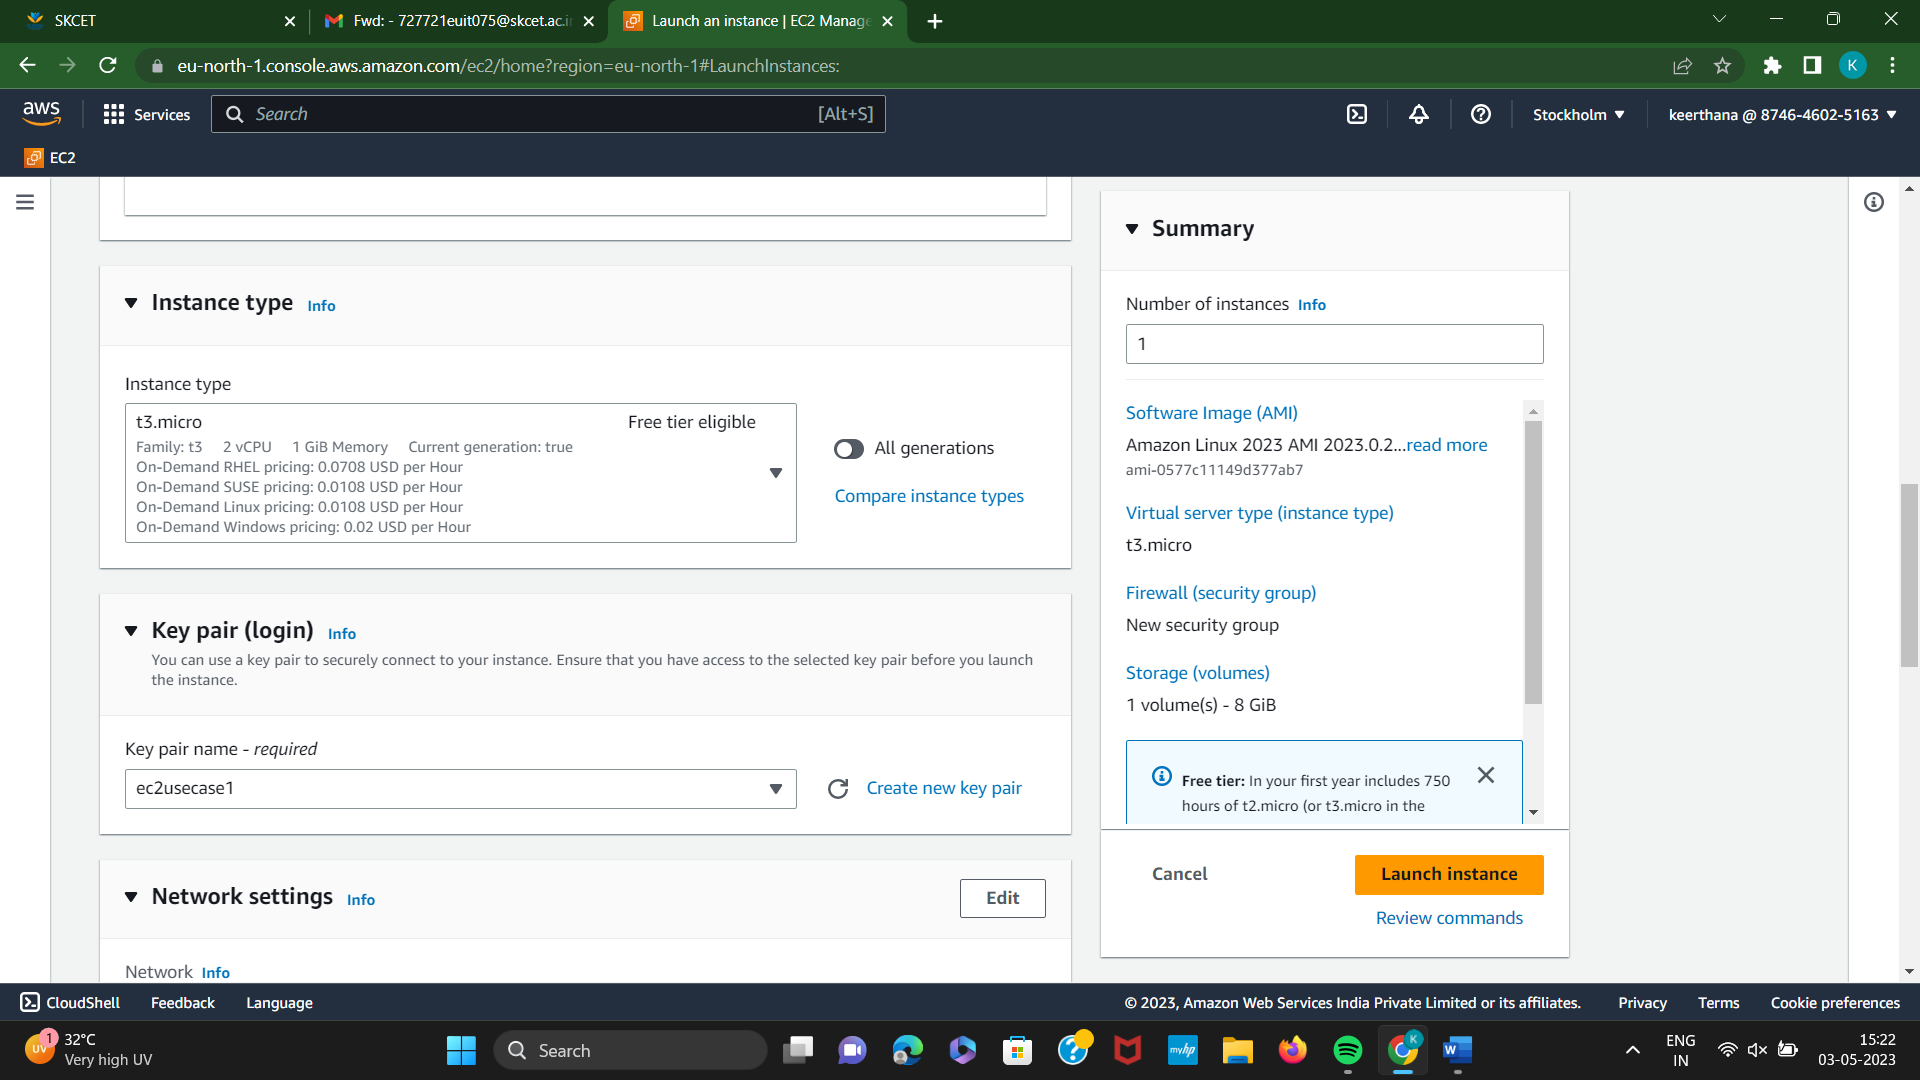 SKCET
Fwd: - 727721euit075@skcet.ac.i
Launch an instance | EC2 Manage
eu-north-1.console.aws.amazon.com/ec2/home?region=eu-north-1#LaunchInstances:
K
aws
Services
Search
[Alt+S]
Stockholm
keerthana @ 8746-4602-5163
EC2
Instance type Info
Instance type
t3.micro Free tier eligible
Family: t3 2 vCPU 1 GiB Memory Current generation: true
On-Demand RHEL pricing: 0.0708 USD per Hour
On-Demand SUSE pricing: 0.0108 USD per Hour
On-Demand Linux pricing: 0.0108 USD per Hour
On-Demand Windows pricing: 0.02 USD per Hour
All generations
Compare instance types
Key pair (login) Info
You can use a key pair to securely connect to your instance. Ensure that you have access to the selected key pair before you launch
the instance.
Key pair name - required
ec2usecase1
Create new key pair
Network settings Info
Edit
Network Info
Summary
Number of instances Info
1
Software Image (AMI)
Amazon Linux 2023 AMI 2023.0.2...read more
ami-0577c11149d377ab7
Virtual server type (instance type)
t3.micro
Firewall (security group)
New security group
Storage (volumes)
1 volume(s) - 8 GiB
Free tier: In your first year includes 750
hours of t2.micro (or t3.micro in the
Cancel
Launch instance
Review commands
CloudShell
Feedback
Language
© 2023, Amazon Web Services India Private Limited or its affiliates.
Privacy
Terms
Cookie preferences
UV
1
32°C
Very high UV
Search
myhp
K
W
ENG
IN
15:22
03-05-2023